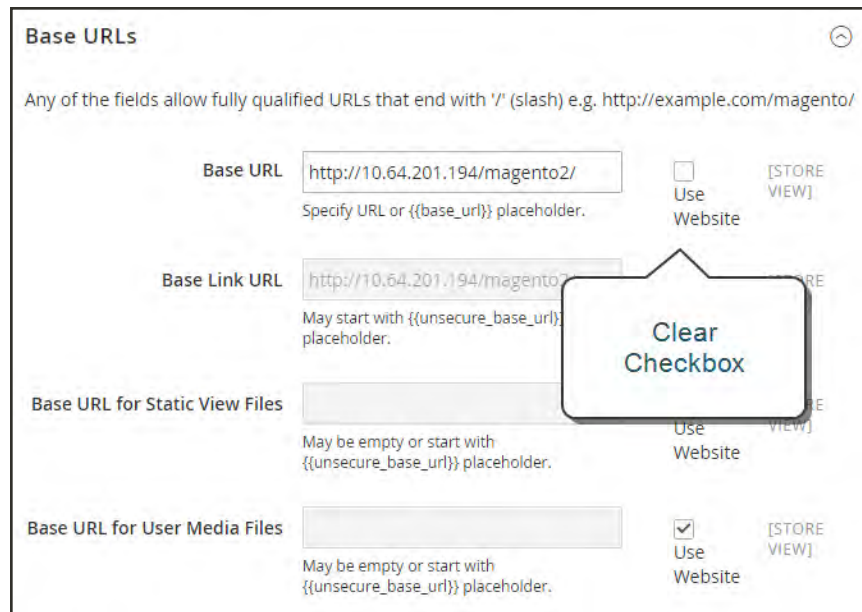 Base URLs
Any of the fields allow fully qualified URLs that end with '/' (slash) e.g. http://example.com/magento/
Base URL
http://10.64.201.194/magento2/
Use
Website
[STORE
VIEW]
Specify URL or {{base_url}} placeholder.
Base Link URL
http://10.64.201.194/magento2
May start with {{unsecure_base_url}}
placeholder.
Clear
Checkbox
Base URL for Static View Files
Use
Website
VIEW]
May be empty or start with
{{unsecure_base_url}} placeholder.
Base URL for User Media Files
Use
Website
[STORE
VIEW]
May be empty or start with
{{unsecure_base_url}} placeholder.